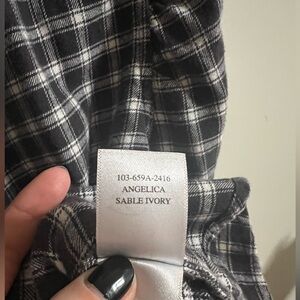 103-659A-2416
ANGELICA
SABLE IVORY